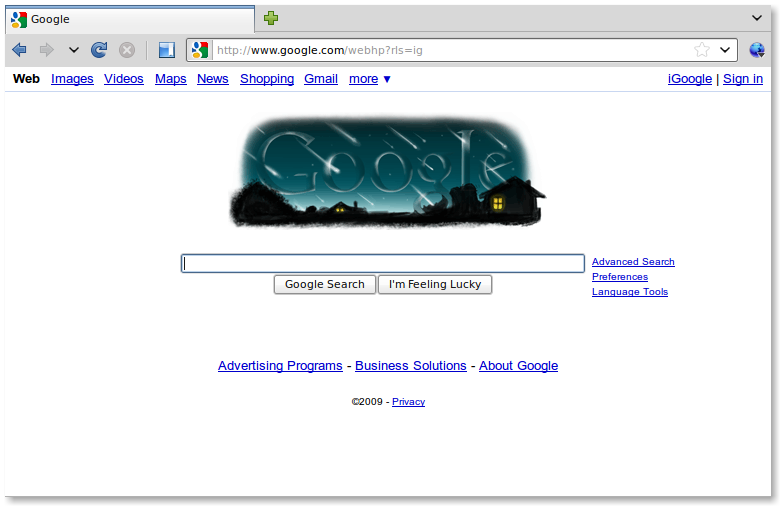 Google
http://www.google.com/webhp?rls=ig
Web Images Videos Maps News Shopping Gmail more ▼ iGoogle | Sign in
Google
Advanced Search
Google Search I'm Feeling Lucky Preferences
Language Tools
Advertising Programs - Business Solutions - About Google
©2009 - Privacy